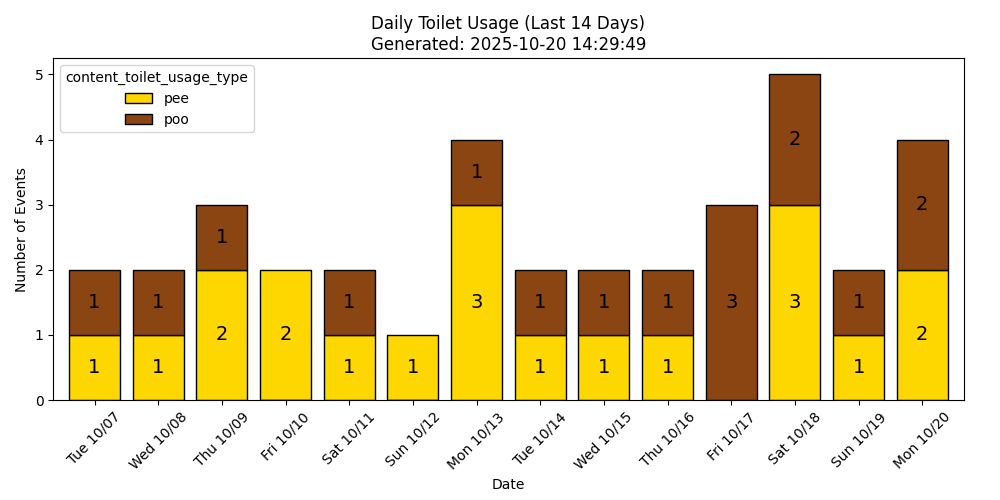 Daily Toilet Usage (Last 14 Days)
Generated: 2025-10-20 14:29:49
content_toilet_usage_type
pee
poo
Number of Events
5
4
3
2
1
0
1
1
1
1
1
2
2
1
1
1
1
3
1
1
1
1
1
1
3
2
3
1
1
2
2
Tue 10/07
Wed 10/08
Thu 10/09
Fri 10/10
Sat 10/11
Sun 10/12
Mon 10/13
Tue 10/14
Wed 10/15
Thu 10/16
Fri 10/17
Sat 10/18
Sun 10/19
Mon 10/20
Date